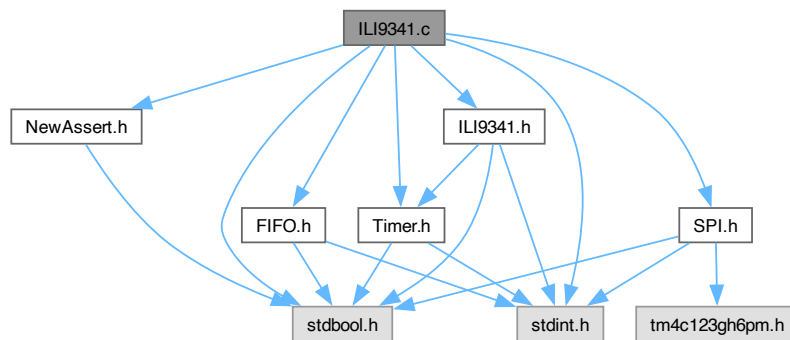 ILI9341.c
NewAssert.h
ILI9341.h
FIFO.h
Timer.h
SPI.h
stdbool.h
stdint.h
tm4c123gh6pm.h